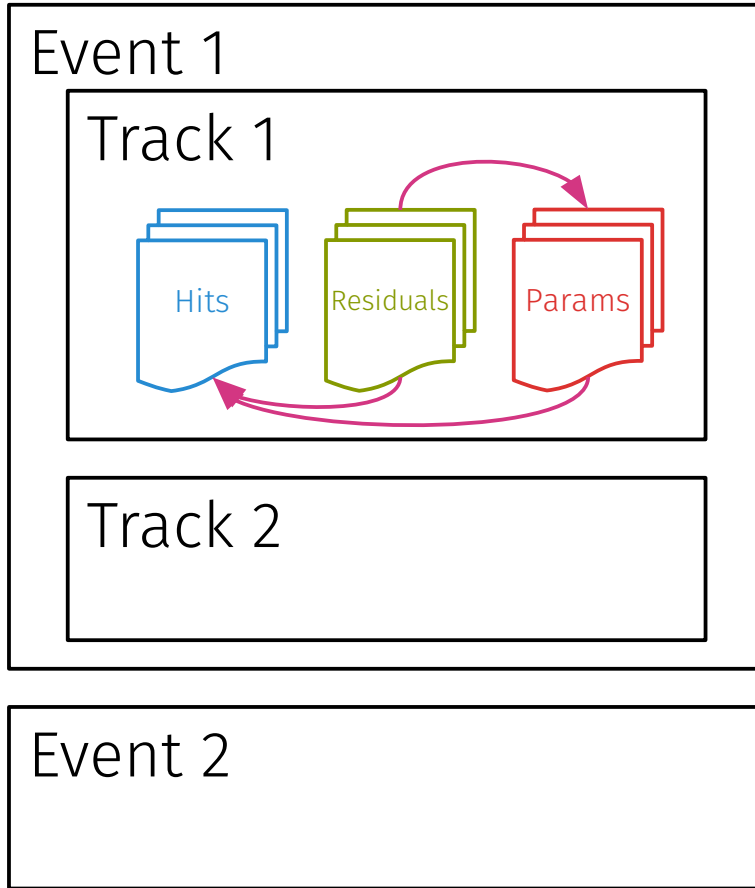 Event 1
Track 1
Hits
Residuals
Params
Track 2
Event 2